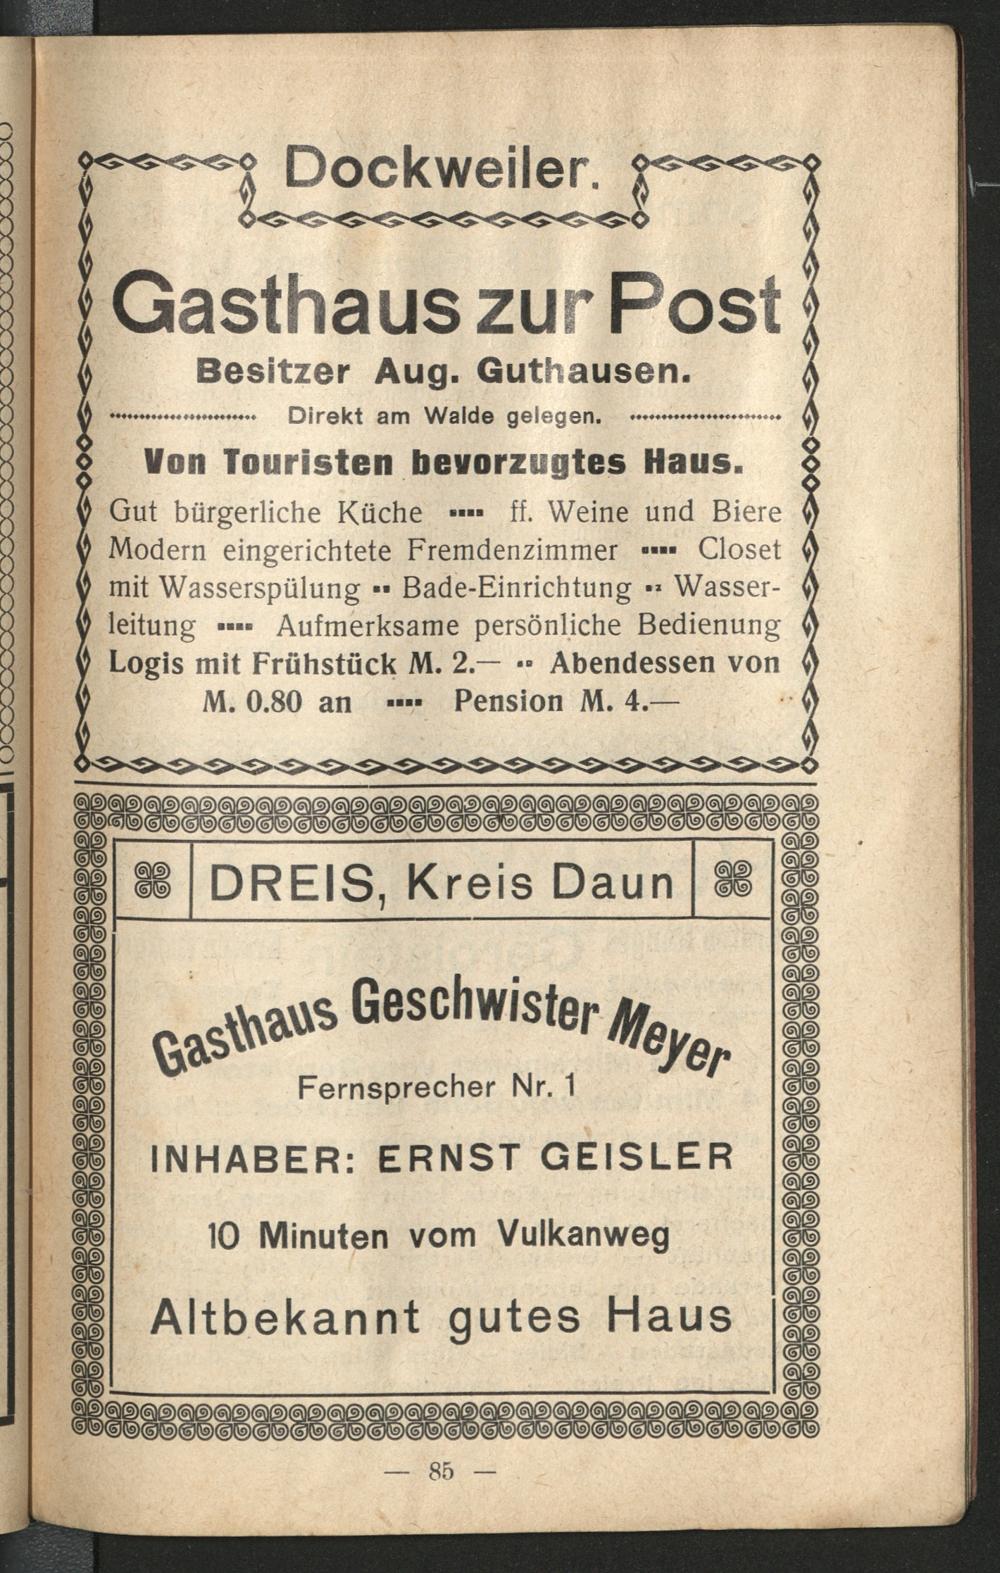 Dockweiler.
Gasthaus zur Post
Besitzer Aug. Guthausen.
Direkt am Walde gelegen.
Von Touristen bevorzugtes Haus.
Gut bürgerliche Küche ▪▪▪▪ ff. Weine und Biere
Modern eingerichtete Fremdenzimmer ▪▪▪▪ Closet
mit Wasserspülung ▪▪ Bade-Einrichtung ▪▪ Wasser-
leitung ▪▪▪▪ Aufmerksame persönliche Bedienung
Logis mit Frühstück M. 2.— ▪▪ Abendessen von
M. 0.80 an ▪▪▪▪ Pension M. 4.—
DREIS, Kreis Daun
Gasthaus Geschwister Meyer
Fernsprecher Nr. 1
INHABER: ERNST GEISLER
10 Minuten vom Vulkanweg
Altbekannt gutes Haus
— 85 —